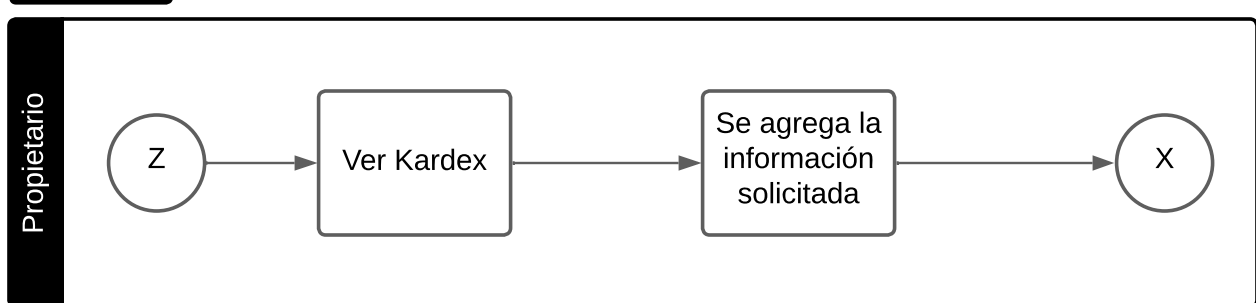 Propietario
Z
Ver Kardex
Se agrega la
información
solicitada
X